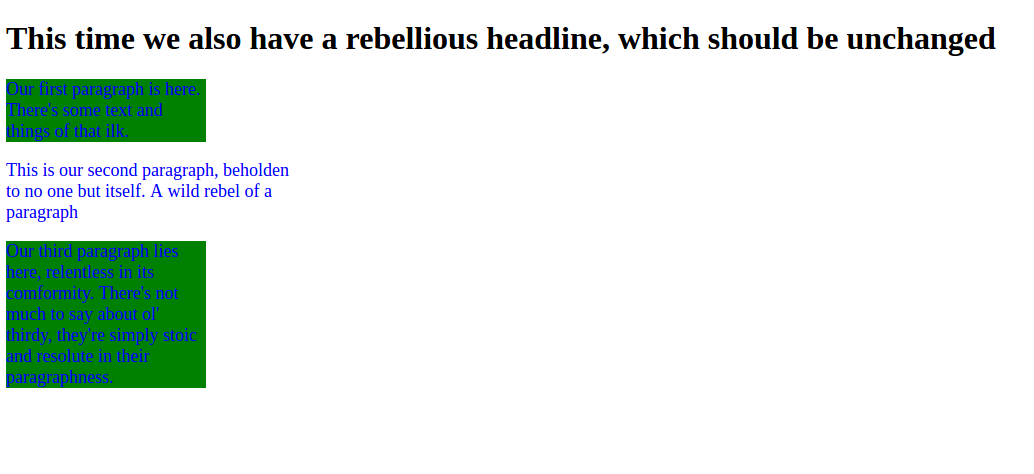 This time we also have a rebellious headline, which should be unchanged
Our first paragraph is here.
There's some text and
things of that ilk.
This is our second paragraph, beholden
to no one but itself. A wild rebel of a
paragraph
Our third paragraph lies
here, relentless in its
comformity. There's not
much to say about ol'
thirdy, they're simply stoic
and resolute in their
paragraphness.